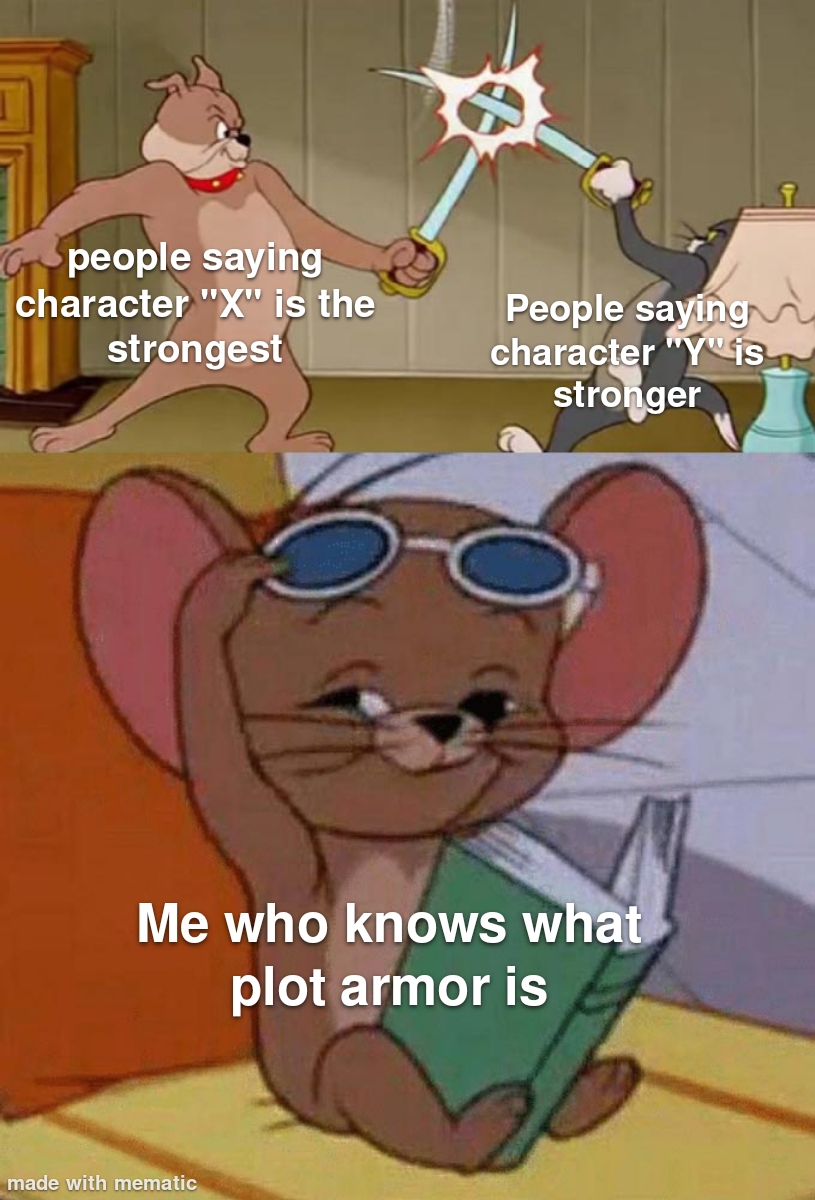 people saying
character "X" is the
strongest
People saying
character "Y" is
stronger
Me who knows what
plot armor is
made with mematic